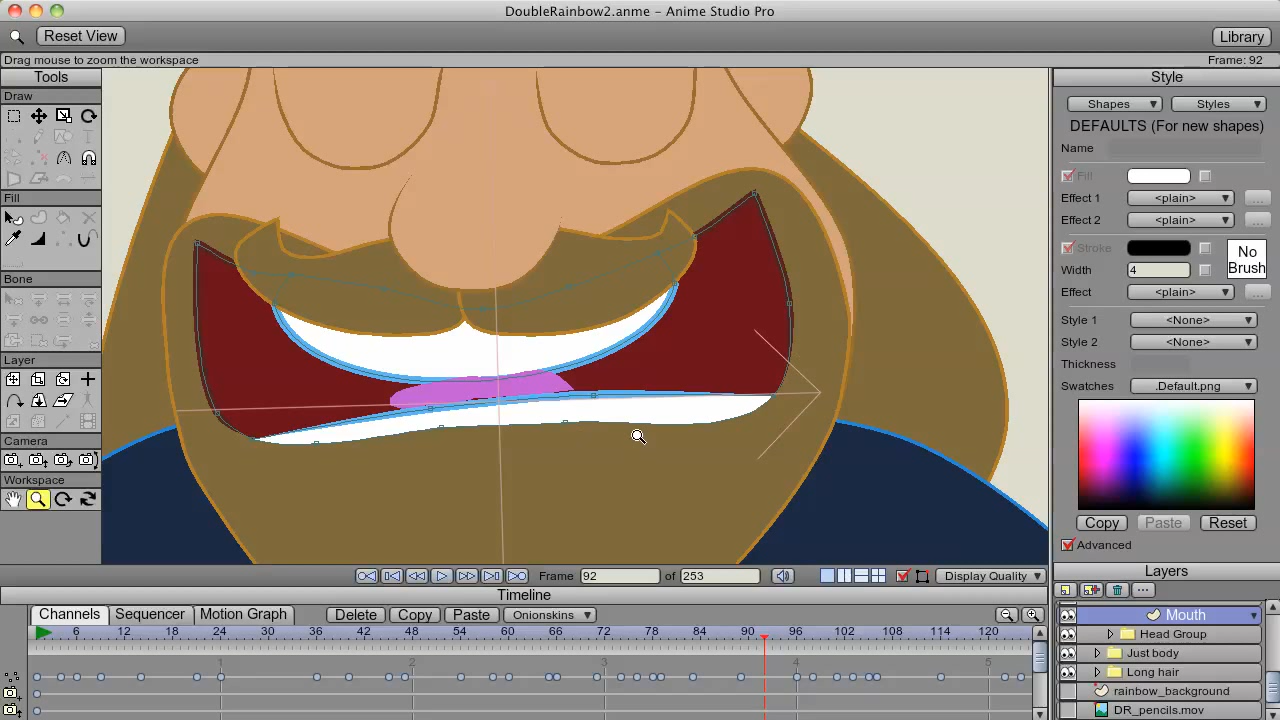 DoubleRainbow2.anme – Anime Studio Pro
Reset View
Library
Drag mouse to zoom the workspace
Frame: 92
Tools
Draw
Fill
Bone
Layer
Camera
Workspace
Style
Shapes
Styles
DEFAULTS (For new shapes)
Name
Fill
Effect 1
<plain>
...
Effect 2
<plain>
...
Stroke
No Brush
Width
4
Effect
<plain>
...
Style 1
<None>
Style 2
<None>
Thickness
Swatches
.Default.png
Copy
Paste
Reset
Advanced
Frame
92
of
253
Display Quality
Timeline
Channels
Sequencer
Motion Graph
Delete
Copy
Paste
Onionskins
6 12 18 24 30 36 42 48 54 60 66 72 78 84 90 96 102 108 114 120
1 2 3 4 5
Layers
...
Mouth
Head Group
Just body
Long hair
rainbow_background
DR_pencils.mov